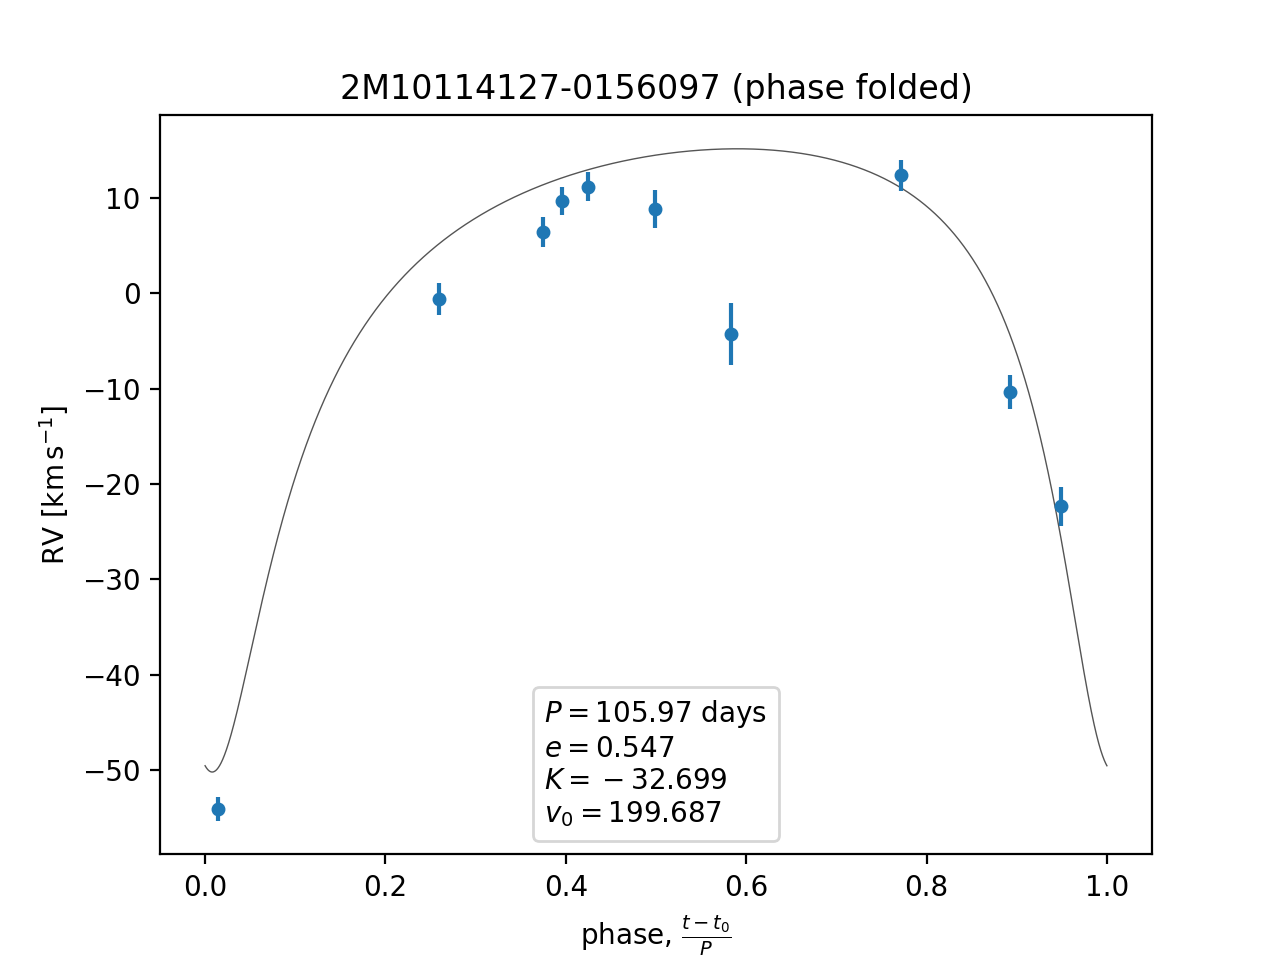 2M10114127-0156097 (phase folded)
RV [km s⁻¹]
10
0
−10
−20
−30
−40
−50
P = 105.97 days
e = 0.547
K = − 32.699
v₀ = 199.687
0.0 0.2 0.4 0.6 0.8 1.0
phase, (t − t₀)/P